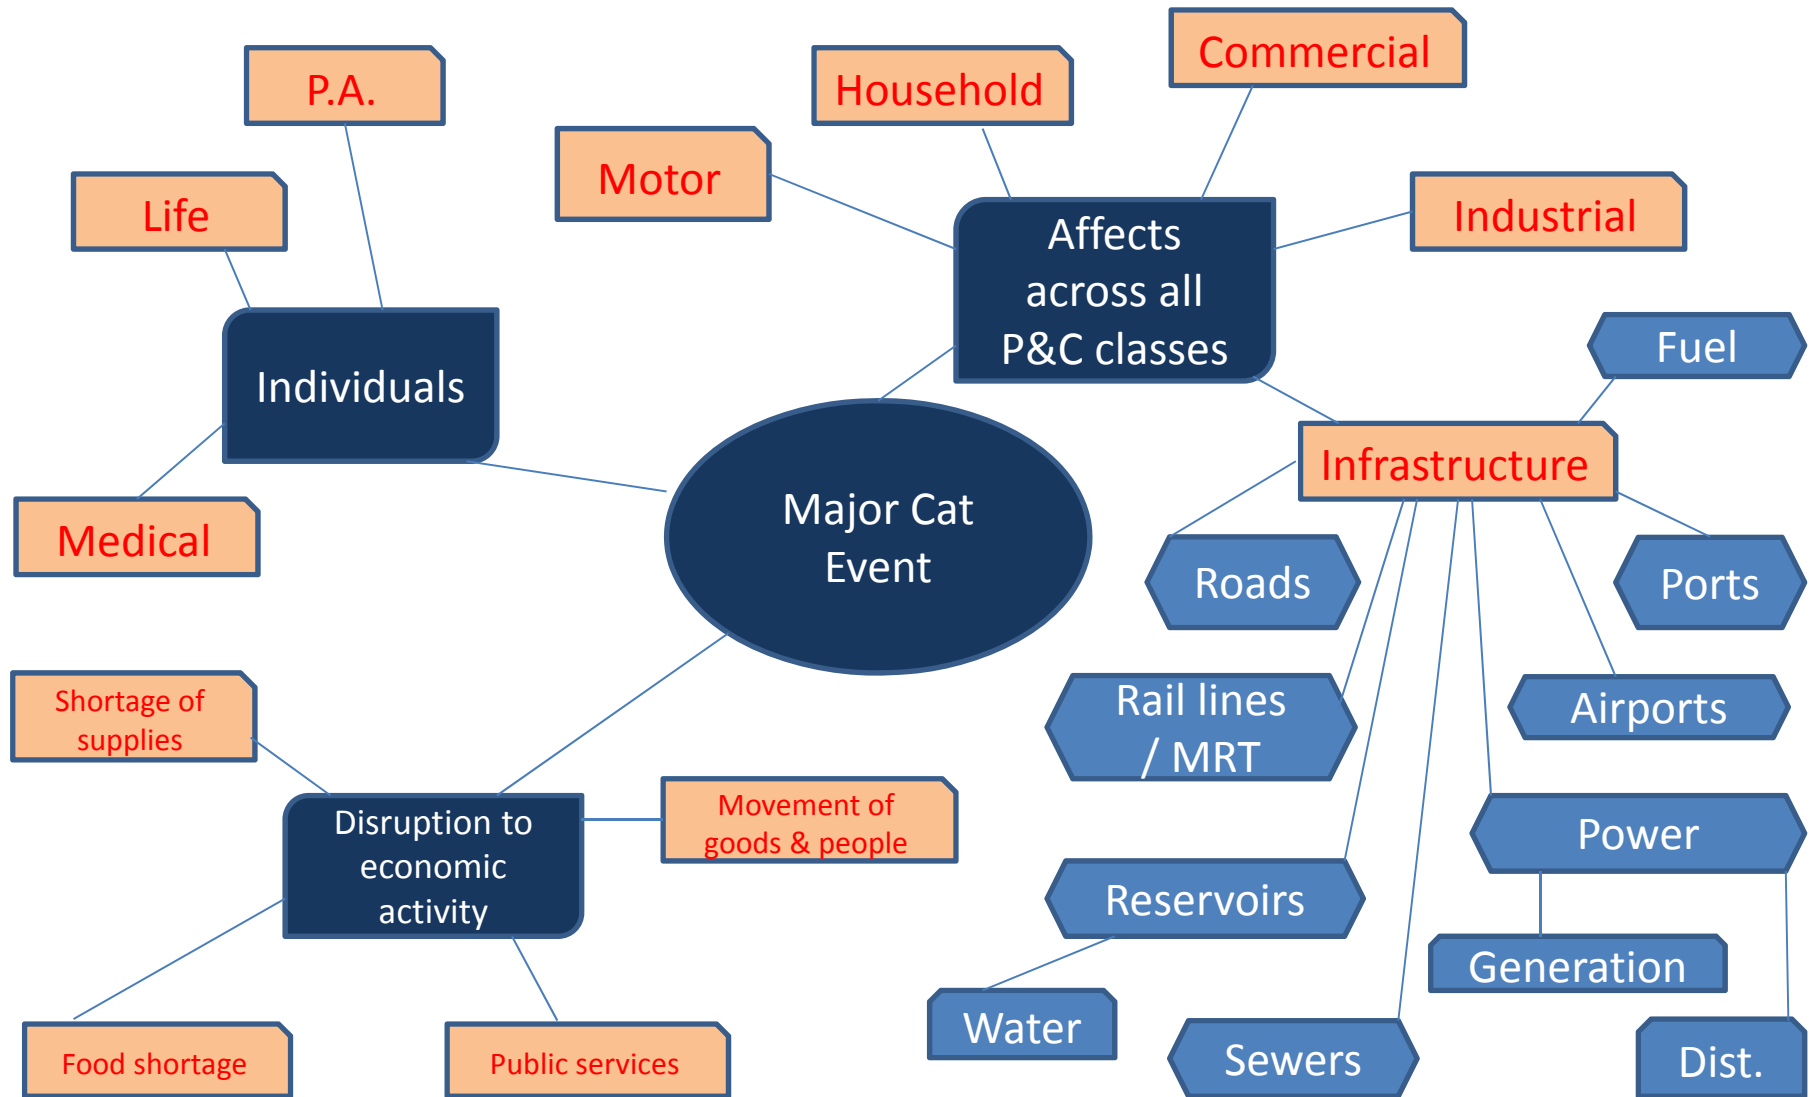 Commercial
P.A.
Household
Motor
Life
Industrial
Affects
across all
P&C classes
Fuel
Individuals
Infrastructure
Major Cat
Event
Medical
Roads
Ports
Shortage of
supplies
Rail lines
/ MRT
Airports
Disruption to
economic
activity
Movement of
goods & people
Power
Reservoirs
Generation
Water
Food shortage
Public services
Sewers
Dist.